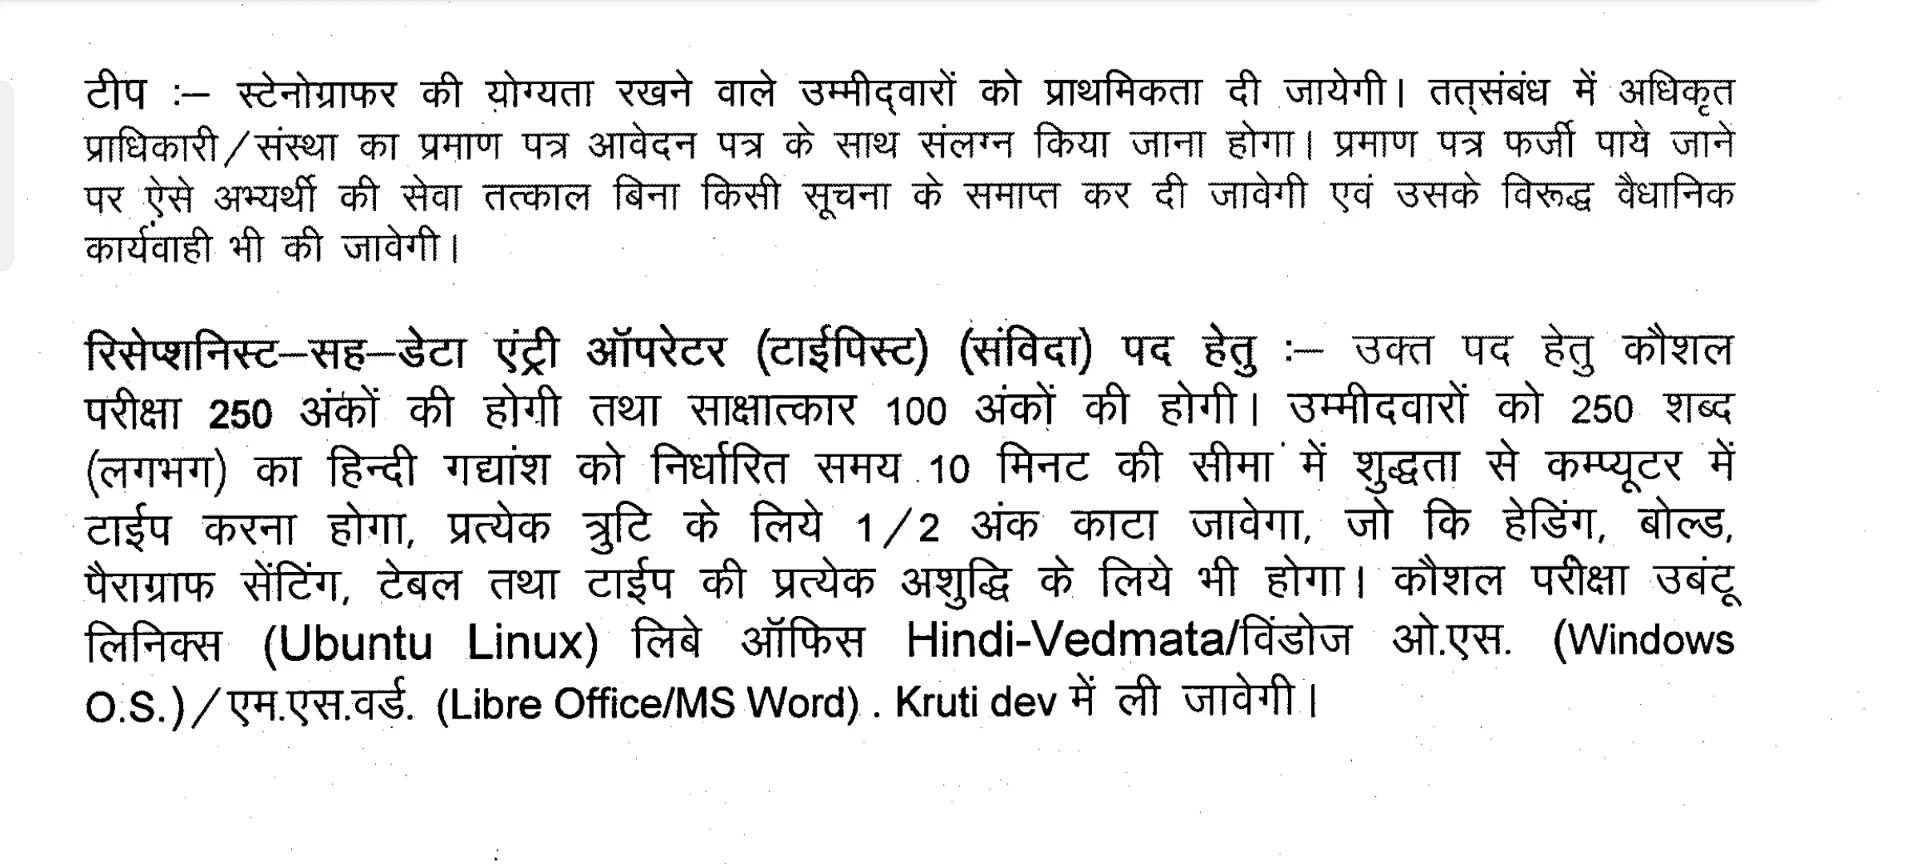 टीप :– स्टेनोग्राफर की योग्यता रखने वाले उम्मीद्वारों को प्राथमिकता दी जायेगी। तत्संबंध में अधिकृत
प्राधिकारी/संस्था का प्रमाण पत्र आवेदन पत्र के साथ संलग्न किया जाना होगा। प्रमाण पत्र फर्जी पाये जाने
पर ऐसे अभ्यर्थी की सेवा तत्काल बिना किसी सूचना के समाप्त कर दी जावेगी एवं उसके विरूद्ध वैधानिक
कार्यवाही भी की जावेगी।
रिसेप्शनिस्ट–सह–डेटा एंट्री ऑपरेटर (टाईपिस्ट) (संविदा) पद हेतु :– उक्त पद हेतु कौशल
परीक्षा 250 अंकों की होगी तथा साक्षात्कार 100 अंकों की होगी। उम्मीदवारों को 250 शब्द
(लगभग) का हिन्दी गद्यांश को निर्धारित समय 10 मिनट की सीमा में शुद्धता से कम्प्यूटर में
टाईप करना होगा, प्रत्येक त्रुटि के लिये 1/2 अंक काटा जावेगा, जो कि हेडिंग, बोल्ड,
पैराग्राफ सेंटिंग, टेबल तथा टाईप की प्रत्येक अशुद्धि के लिये भी होगा। कौशल परीक्षा उबंटू
लिनिक्स (Ubuntu Linux) लिबे ऑफिस Hindi-Vedmata/विंडोज ओ.एस. (Windows
O.S.)/एम.एस.वर्ड. (Libre Office/MS Word) . Kruti dev में ली जावेगी।